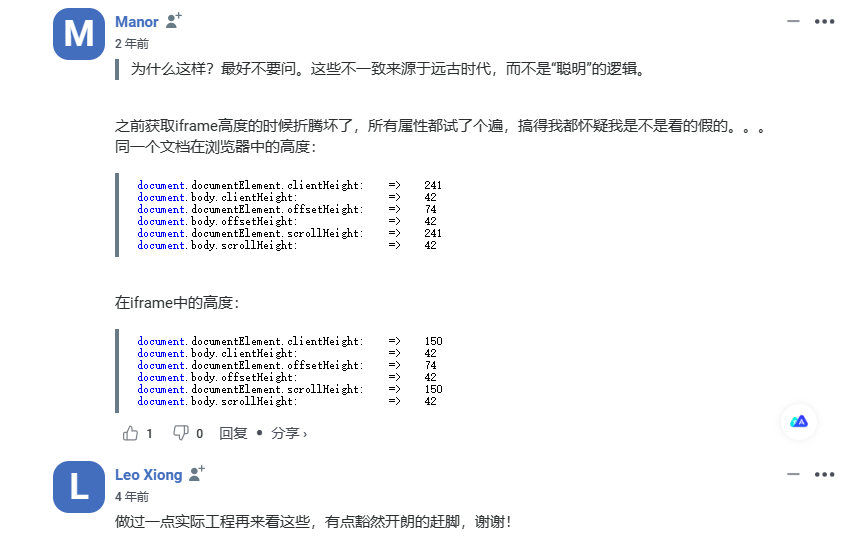 M
Manor
2 年前
为什么这样？最好不要问。这些不一致来源于远古时代，而不是“聪明”的逻辑。
之前获取iframe高度的时候折腾坏了，所有属性都试了个遍，搞得我都怀疑我是不是看的假的。。。
同一个文档在浏览器中的高度：
document.documentElement.clientHeight: => 241
document.body.clientHeight: => 42
document.documentElement.offsetHeight: => 74
document.body.offsetHeight: => 42
document.documentElement.scrollHeight: => 241
document.body.scrollHeight: => 42
在iframe中的高度：
document.documentElement.clientHeight: => 150
document.body.clientHeight: => 42
document.documentElement.offsetHeight: => 74
document.body.offsetHeight: => 42
document.documentElement.scrollHeight: => 150
document.body.scrollHeight: => 42
1 0 回复 • 分享 ›
L
Leo Xiong
4 年前
做过一点实际工程再来看这些，有点豁然开朗的赶脚，谢谢！